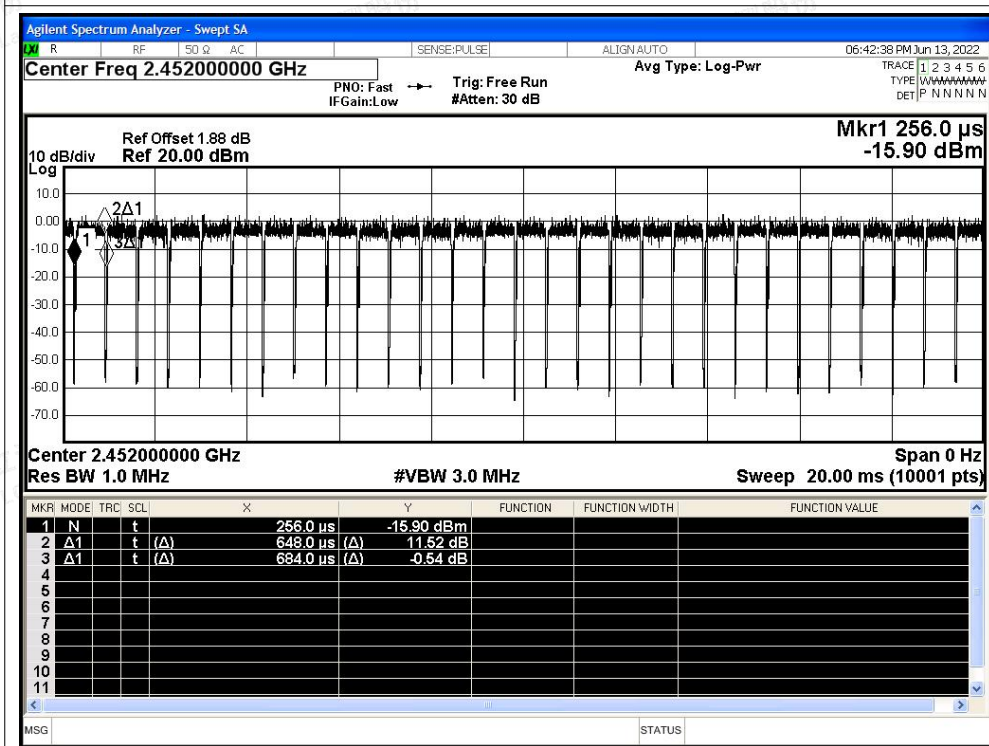 Agilent Spectrum Analyzer - Swept SA
LXI R RF 50 Ω AC SENSE:PULSE ALIGN AUTO 06:42:38 PM Jun 13, 2022
Center Freq 2.452000000 GHz
PNO: Fast
IFGain:Low
Trig: Free Run
#Atten: 30 dB
Avg Type: Log-Pwr
TRACE 1 2 3 4 5 6
TYPE WWWWWW
DET P N N N N N
Mkr1 256.0 µs
-15.90 dBm
Ref Offset 1.88 dB
10 dB/div Ref 20.00 dBm
Log
10.0
0.00
-10.0
-20.0
-30.0
-40.0
-50.0
-60.0
-70.0
2Δ1
1
3Δ1
Center 2.452000000 GHz Span 0 Hz
Res BW 1.0 MHz #VBW 3.0 MHz Sweep 20.00 ms (10001 pts)
MKR MODE TRC SCL X Y FUNCTION FUNCTION WIDTH FUNCTION VALUE
1 N t 256.0 µs -15.90 dBm
2 Δ1 t (Δ) 648.0 µs (Δ) 11.52 dB
3 Δ1 t (Δ) 684.0 µs (Δ) -0.54 dB
4
5
6
7
8
9
10
11
MSG STATUS